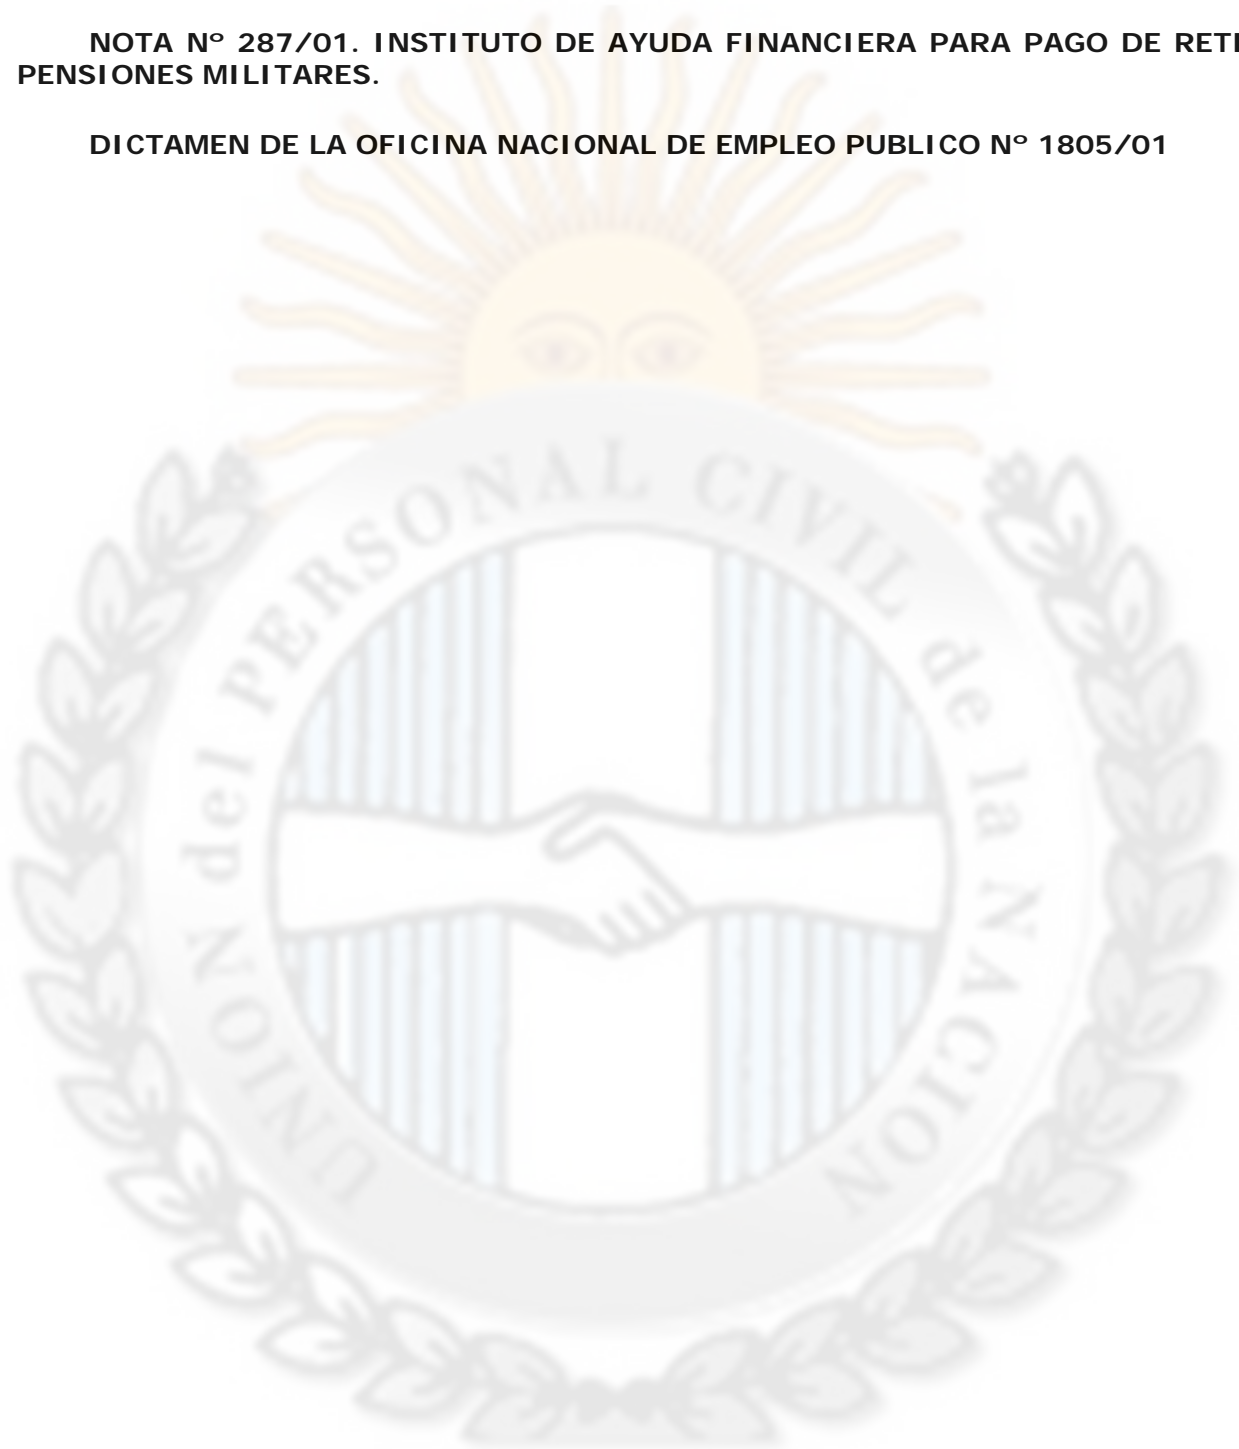 NOTA Nº 287/01. INSTITUTO DE AYUDA FINANCIERA PARA PAGO DE RETI
PENSIONES MILITARES.
DICTAMEN DE LA OFICINA NACIONAL DE EMPLEO PUBLICO Nº 1805/01
UNION del PERSONAL CIVIL de la NACION